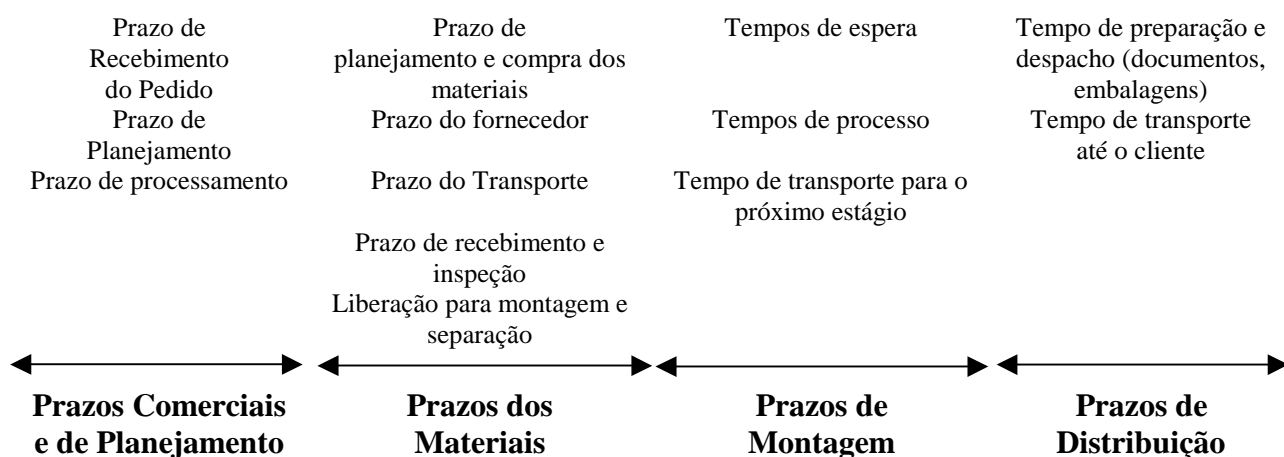 Prazo de
Recebimento
do Pedido
Prazo de
Planejamento
Prazo de processamento
Prazo de
planejamento e compra dos
materiais
Prazo do fornecedor
Prazo do Transporte
Prazo de recebimento e
inspeção
Liberação para montagem e
separação
Tempos de espera
Tempos de processo
Tempo de transporte para o
próximo estágio
Tempo de preparação e
despacho (documentos,
embalagens)
Tempo de transporte
até o cliente
Prazos Comerciais
e de Planejamento
Prazos dos
Materiais
Prazos de
Montagem
Prazos de
Distribuição